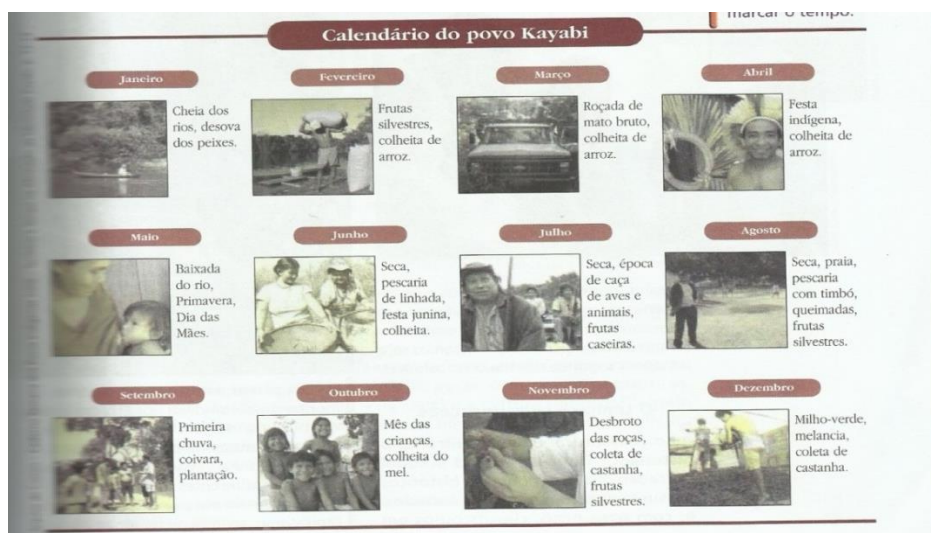 marcar o tempo.
Calendário do povo Kayabi
Janeiro
Cheia dos
rios, desova
dos peixes.
Fevereiro
Frutas
silvestres,
colheita de
arroz.
Março
Roçada de
mato bruto,
colheita de
arroz.
Abril
Festa
indígena,
colheita de
arroz.
Maio
Baixada
do rio,
Primavera,
Dia das
Mães.
Junho
Seca,
pescaria
de linhada,
festa junina,
colheita.
Julho
Seca, época
de caça
de aves e
animais,
frutas
caseiras.
Agosto
Seca, praia,
pescaria
com timbó,
queimadas,
frutas
silvestres.
Setembro
Primeira
chuva,
coivara,
plantação.
Outubro
Mês das
crianças,
colheita do
mel.
Novembro
Desbroto
das roças,
coleta de
castanha,
frutas
silvestres.
Dezembro
Milho-verde,
melancia,
coleta de
castanha.